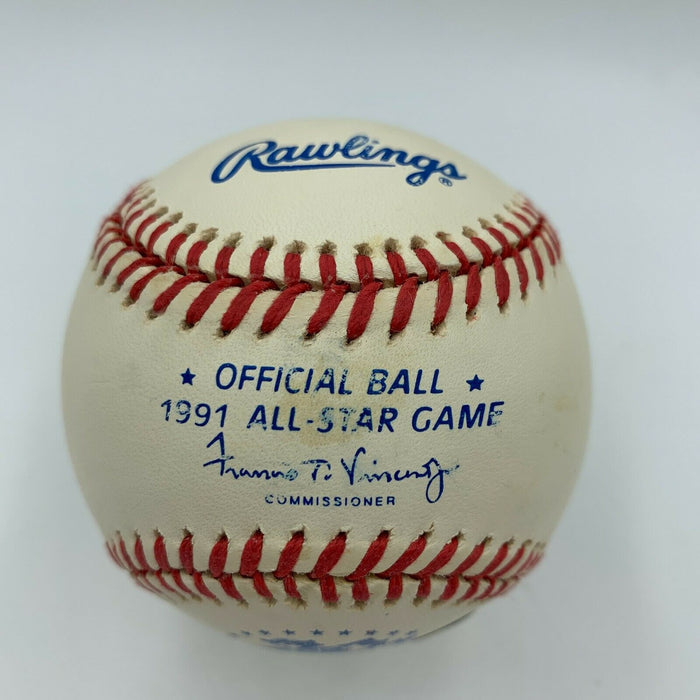 Rawlings®
★ OFFICIAL BALL ★
1991 ALL-STAR GAME
Francis T. Vincent, Jr.
COMMISSIONER